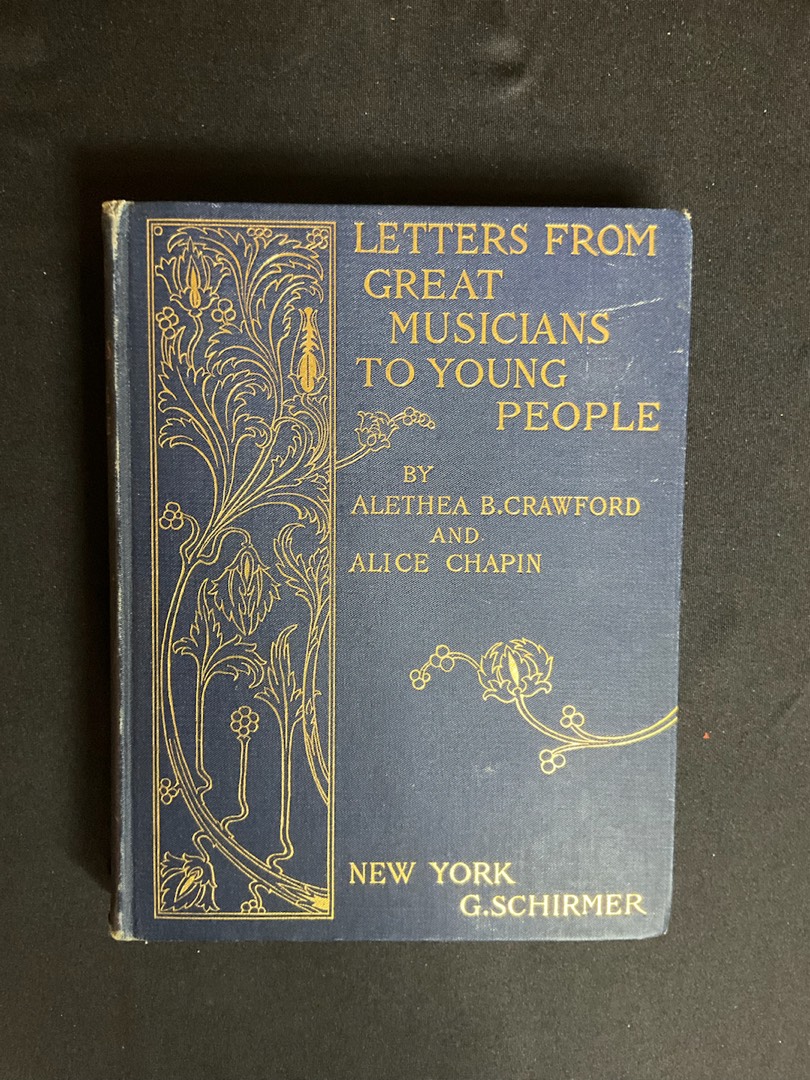 LETTERS FROM
GREAT
MUSICIANS
TO YOUNG
PEOPLE
BY
ALETHEA B. CRAWFORD
AND
ALICE CHAPIN
NEW YORK
G. SCHIRMER